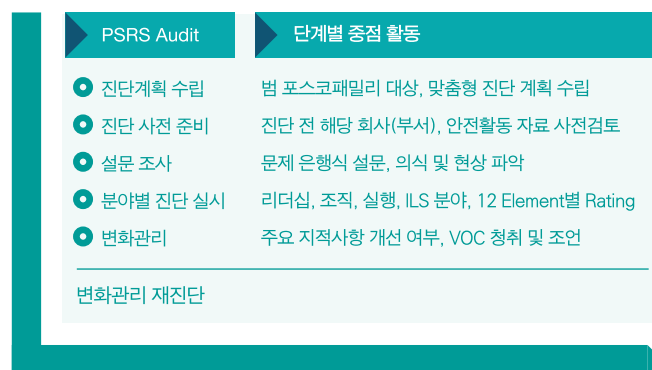 PSRS Audit 단계별 중점 활동
진단계획 수립 범 포스코패밀리 대상, 맞춤형 진단 계획 수립
진단 사전 준비 진단 전 해당 회사(부서), 안전활동 자료 사전검토
설문 조사 문제 은행식 설문, 의식 및 현상 파악
분야별 진단 실시 리더십, 조직, 실행, ILS 분야, 12 Element별 Rating
변화관리 주요 지적사항 개선 여부, VOC 청취 및 조언
변화관리 재진단